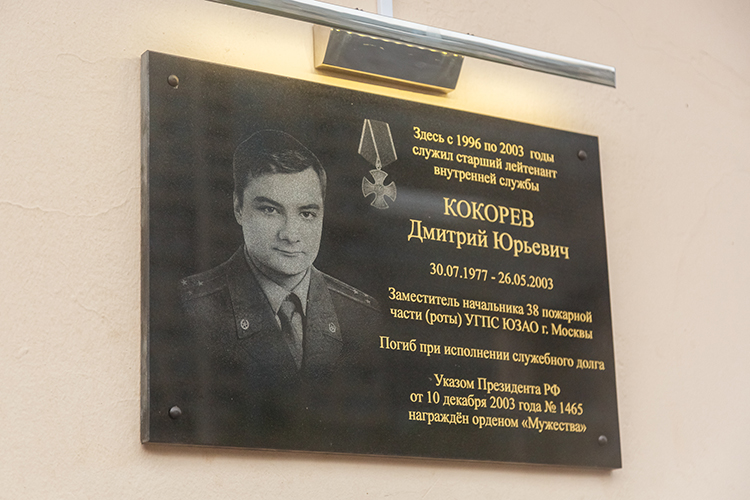 Здесь с 1996 по 2003 годы
служил старший лейтенант
внутренней службы
КОКОРЕВ
Дмитрий Юрьевич
30.07.1977 - 26.05.2003
Заместитель начальника 38 пожарной
части (роты) УГПС ЮЗАО г. Москвы
Погиб при исполнении служебного долга
Указом Президента РФ
от 10 декабря 2003 года № 1465
награждён орденом «Мужества»